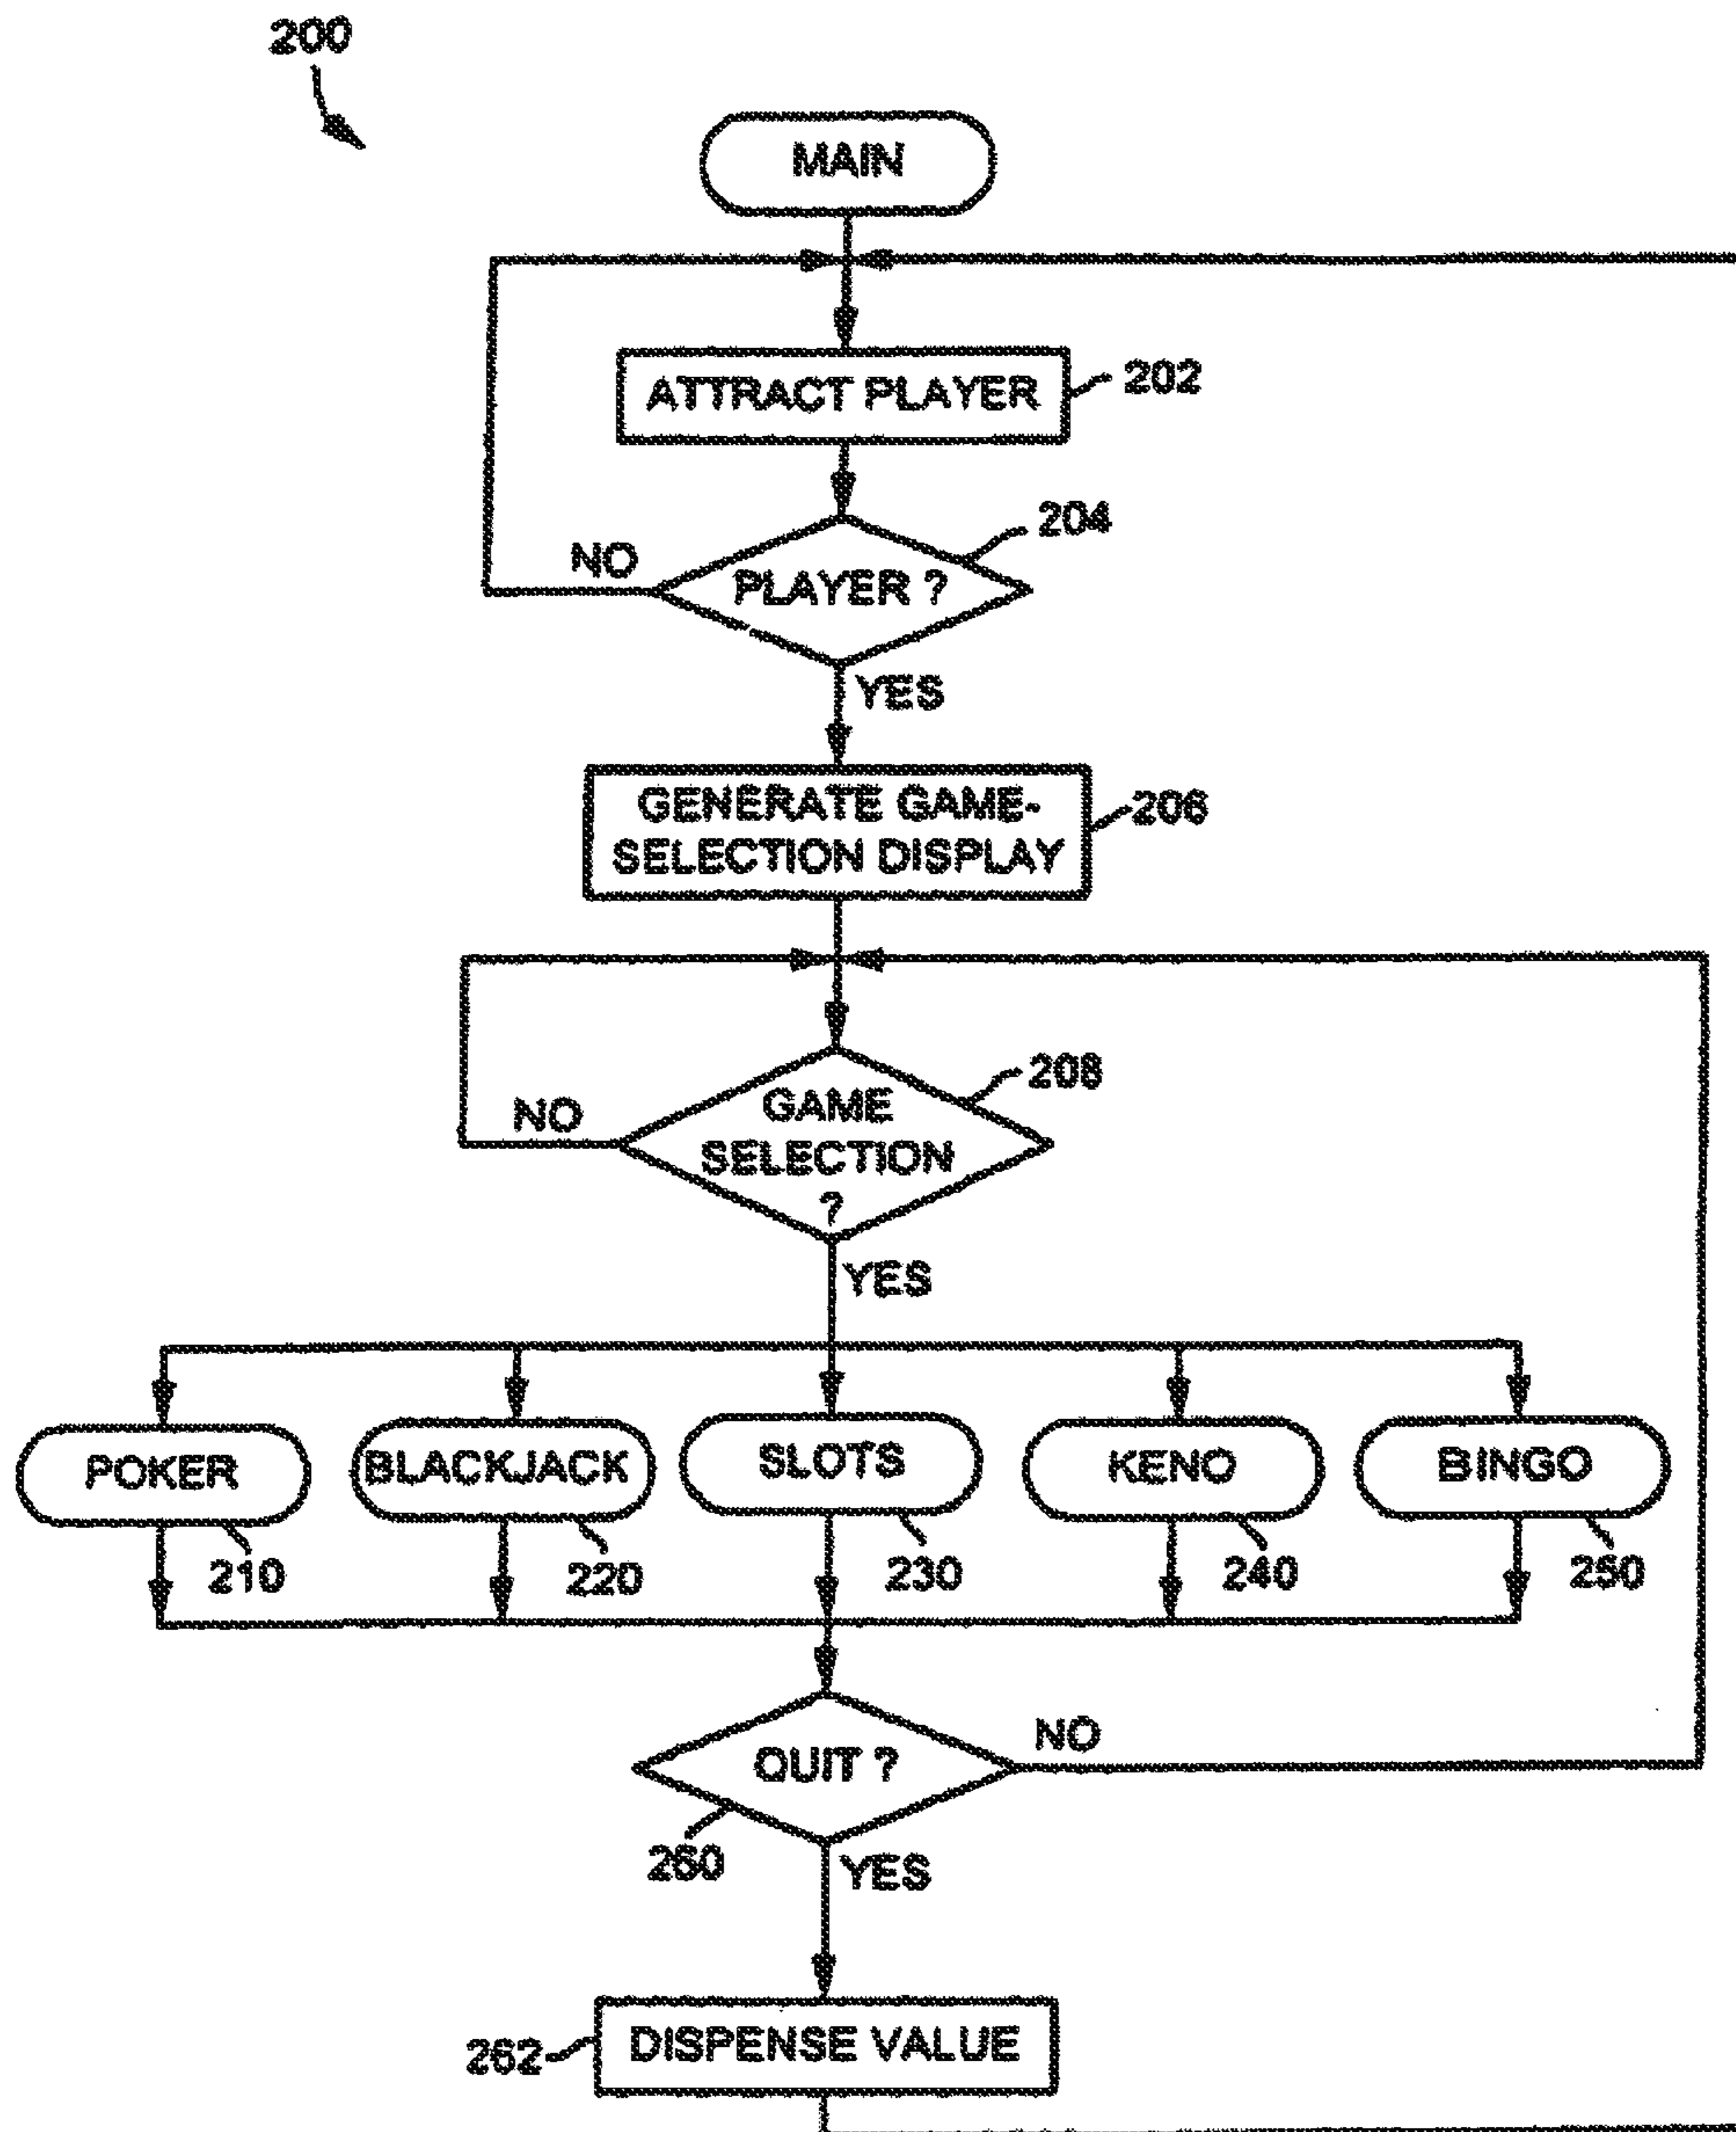 200
MAIN
ATTRACT PLAYER
202
204
NO
PLAYER ?
YES
GENERATE GAME-
SELECTION DISPLAY
206
208
NO
GAME
SELECTION
?
YES
POKER
BLACKJACK
SLOTS
KENO
BINGO
210
220
230
240
250
NO
QUIT ?
260
YES
262
DISPENSE VALUE